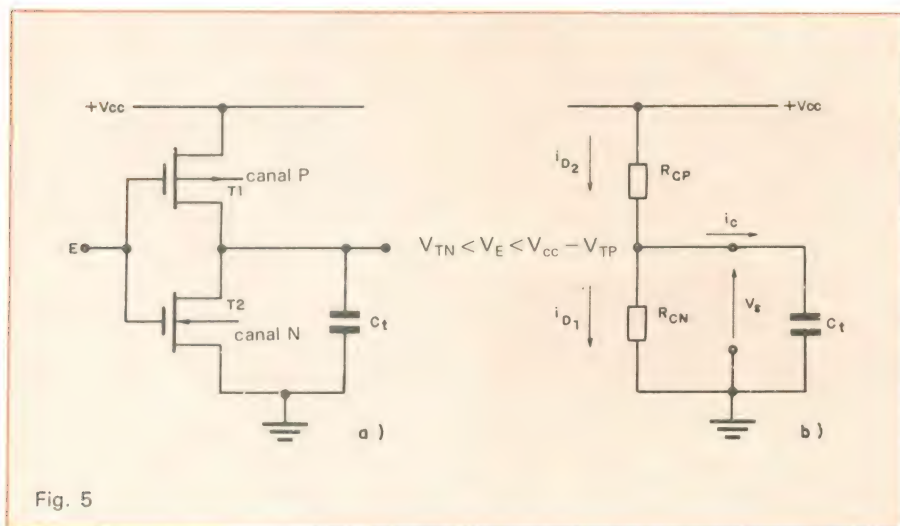 +Vcc
canal P
T1
E
T2
canal N
Ct
a )
VTN < VE < Vcc − VTP
+Vcc
iD2
RCP
ic
iD1
RCN
Vs
Ct
b )
Fig. 5